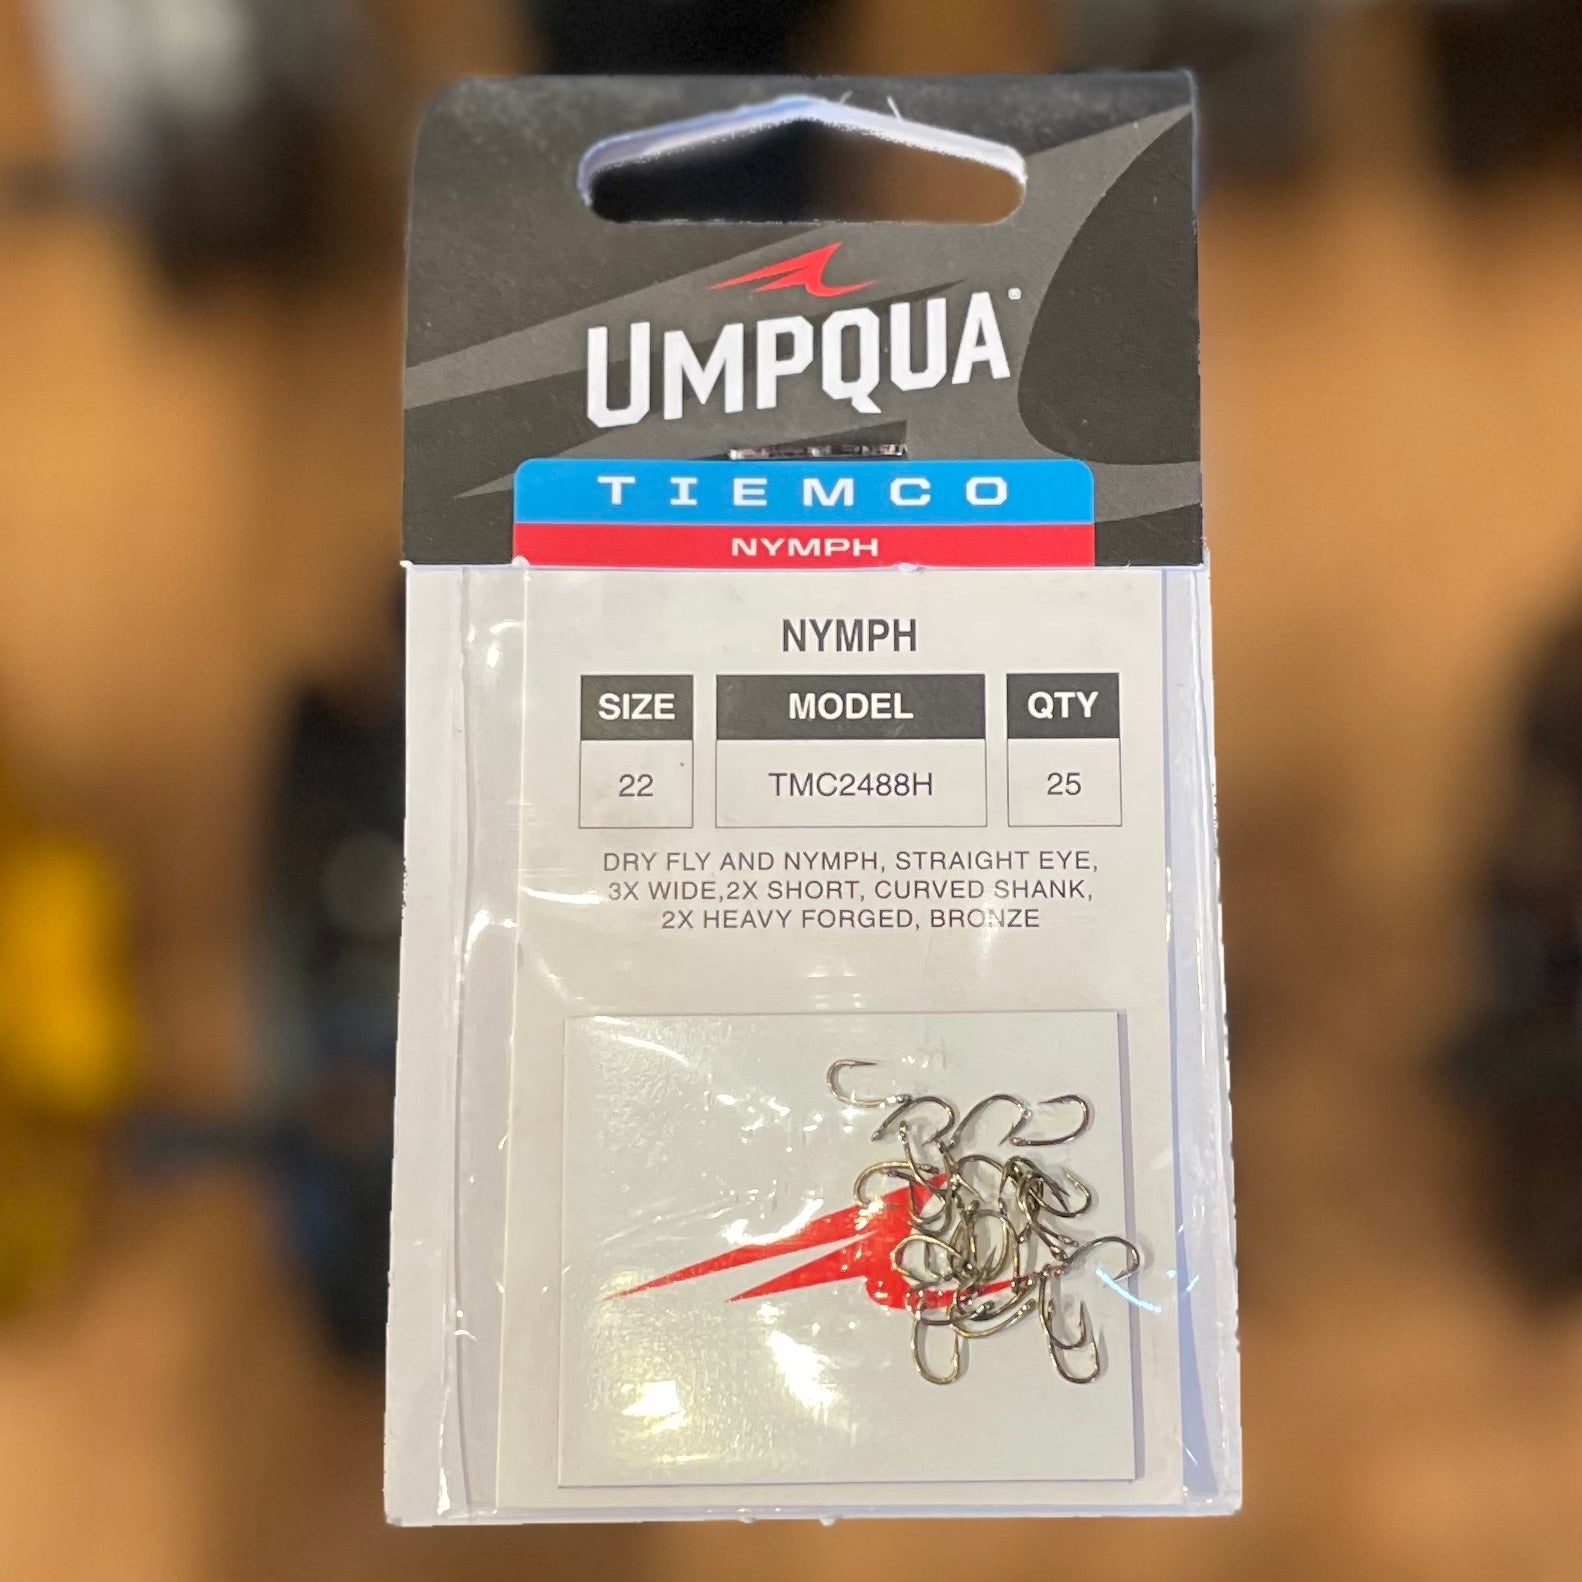 UMPQUA®
TIEMCO
NYMPH
NYMPH
SIZE MODEL QTY
22 TMC2488H 25
DRY FLY AND NYMPH, STRAIGHT EYE,
3X WIDE,2X SHORT, CURVED SHANK,
2X HEAVY FORGED, BRONZE